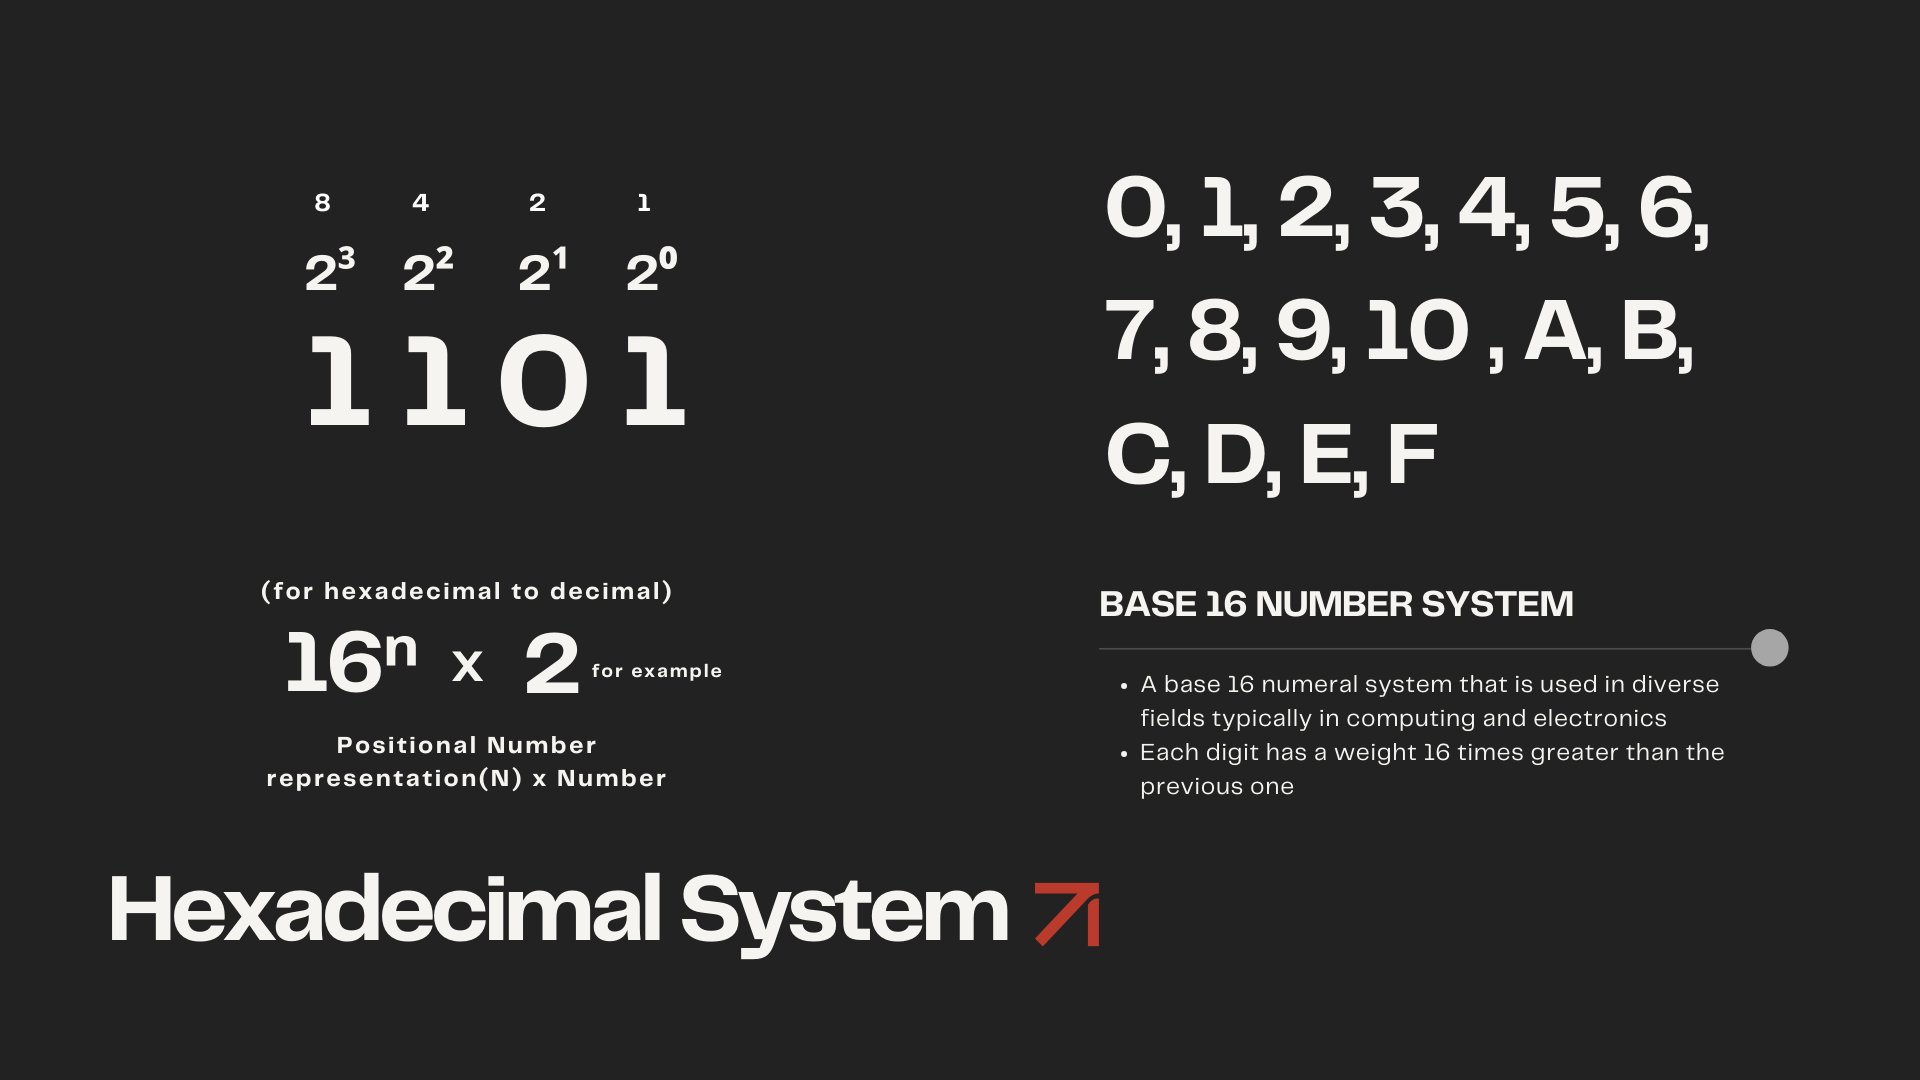 8 4 2 1
2³ 2² 2¹ 2⁰
1 1 0 1
(for hexadecimal to decimal)
16ⁿ x 2 for example
Positional Number
representation(N) x Number
0, 1, 2, 3, 4, 5, 6,
7, 8, 9, 10 , A, B,
C, D, E, F
BASE 16 NUMBER SYSTEM
• A base 16 numeral system that is used in diverse
fields typically in computing and electronics
• Each digit has a weight 16 times greater than the
previous one
Hexadecimal System